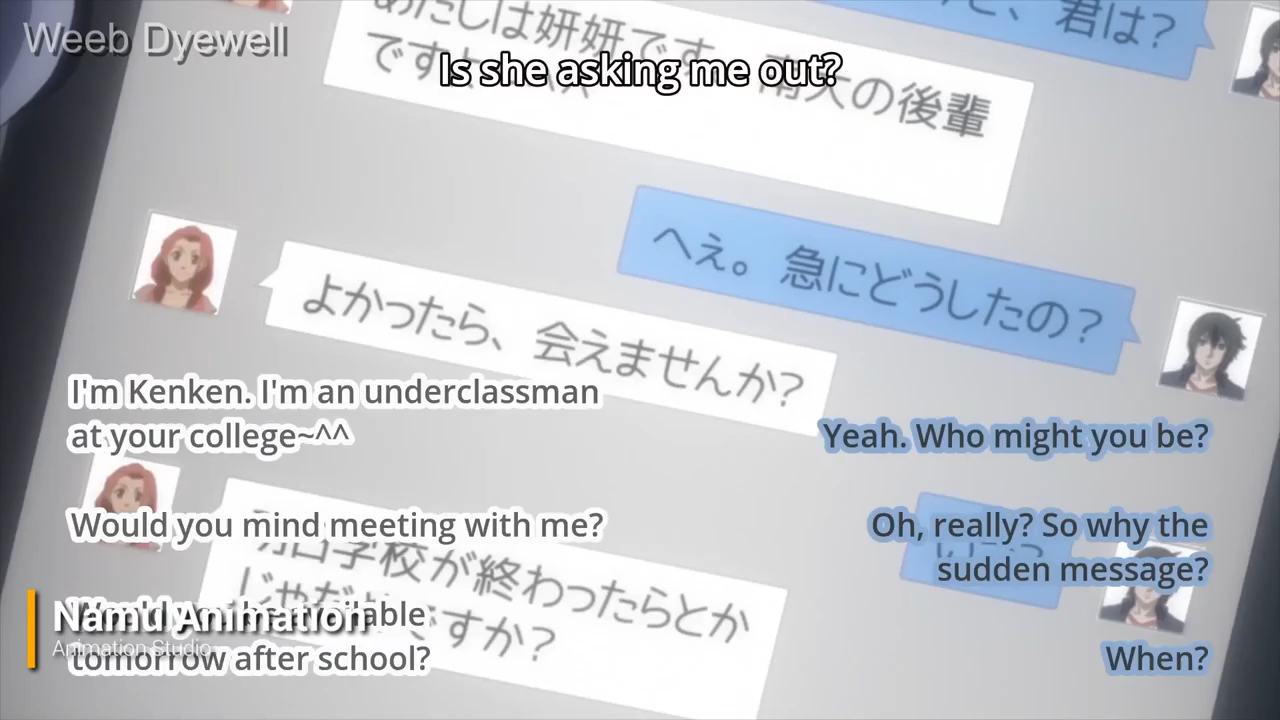 Weeb Dyewell
君は？
あたしは妍妍です。南大の後輩
です
Is she asking me out?
へぇ。急にどうしたの？
よかったら、会えませんか？
I'm Kenken. I'm an underclassman
at your college~^^
Yeah. Who might you be?
Would you mind meeting with me?
Oh, really? So why the
sudden message?
学校が終わったらとか
じゃだめですか？
Namu Animation
Animation Studio
tomorrow after school?
When?